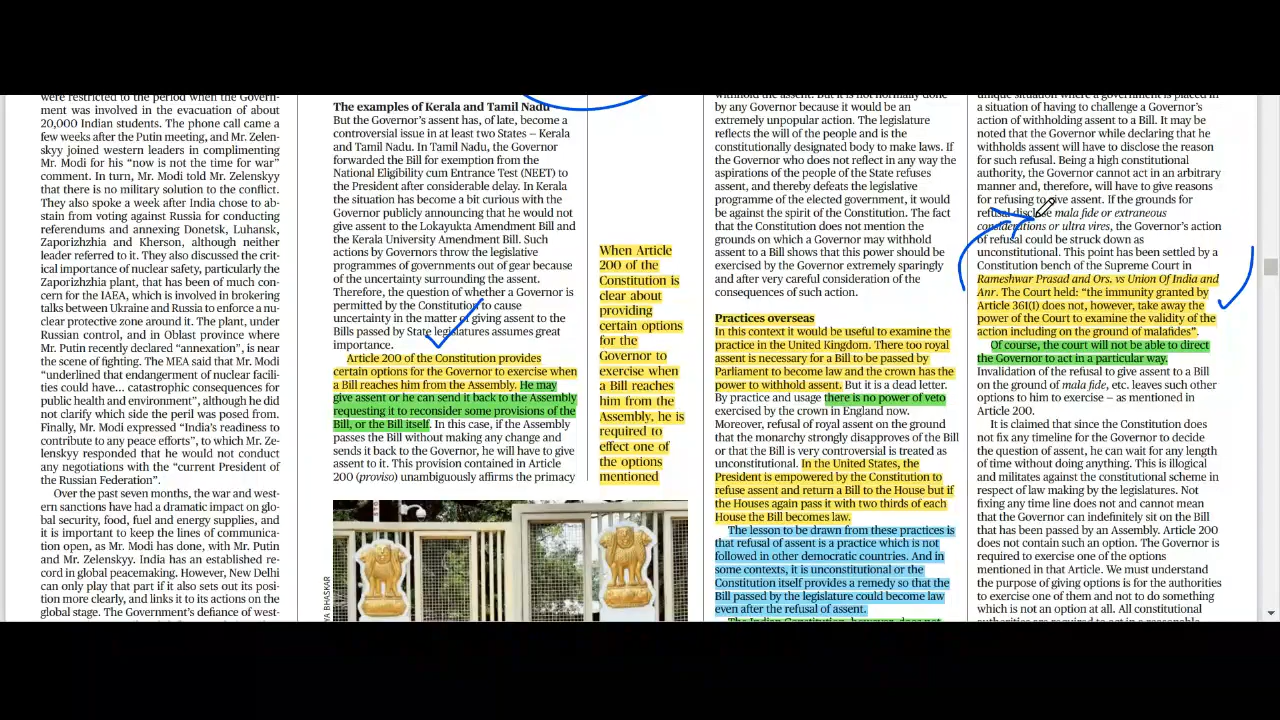 were restricted to the period when the Govern-
ment was involved in the evacuation of about
20,000 Indian students. The phone call came a
few weeks after the Putin meeting, and Mr. Zelen-
skyy joined western leaders in complimenting
Mr. Modi for his “now is not the time for war”
comment. In turn, Mr. Modi told Mr. Zelenskyy
that there is no military solution to the conflict.
They also spoke a week after India chose to ab-
stain from voting against Russia for conducting
referendums and annexing Donetsk, Luhansk,
Zaporizhzhia and Kherson, although neither
leader referred to it. They also discussed the crit-
ical importance of nuclear safety, particularly the
Zaporizhzhia plant, that has been of much con-
cern for the IAEA, which is involved in brokering
talks between Ukraine and Russia to enforce a nu-
clear protective zone around it. The plant, under
Russian control, and in Oblast province where
Mr. Putin recently declared “annexation”, is near
the scene of fighting. The MEA said that Mr. Modi
“underlined that endangerment of nuclear facili-
ties could have... catastrophic consequences for
public health and environment”, although he did
not clarify which side the peril was posed from.
Finally, Mr. Modi expressed “India’s readiness to
contribute to any peace efforts”, to which Mr. Ze-
lenskyy responded that he would not conduct
any negotiations with the “current President of
the Russian Federation”.
Over the past seven months, the war and west-
ern sanctions have had a dramatic impact on glo-
bal security, food, fuel and energy supplies, and
it is important to keep the lines of communica-
tion open, as Mr. Modi has done, with Mr. Putin
and Mr. Zelenskyy. India has an established re-
cord in global peacemaking. However, New Delhi
can only play that part if it also sets out its posi-
tion more clearly, and links it to its actions on the
global stage. The Government’s defiance of west-
The examples of Kerala and Tamil Nadu
But the Governor’s assent has, of late, become a
controversial issue in at least two States – Kerala
and Tamil Nadu. In Tamil Nadu, the Governor
forwarded the Bill for exemption from the
National Eligibility cum Entrance Test (NEET) to
the President after considerable delay. In Kerala
the situation has become a bit curious with the
Governor publicly announcing that he would not
give assent to the Lokayukta Amendment Bill and
the Kerala University Amendment Bill. Such
actions by Governors throw the legislative
programmes of governments out of gear because
of the uncertainty surrounding the assent.
Therefore, the question of whether a Governor is
permitted by the Constitution to cause
uncertainty in the matter of giving assent to the
Bills passed by State legislatures assumes great
importance.
Article 200 of the Constitution provides
certain options for the Governor to exercise when
a Bill reaches him from the Assembly. He may
give assent or he can send it back to the Assembly
requesting it to reconsider some provisions of the
Bill, or the Bill itself. In this case, if the Assembly
passes the Bill without making any change and
sends it back to the Governor, he will have to give
assent to it. This provision contained in Article
200 (proviso) unambiguously affirms the primacy
When Article
200 of the
Constitution is
clear about
providing
certain options
for the
Governor to
exercise when
a Bill reaches
him from the
Assembly, he is
required to
effect one of
the options
mentioned
BHASKAR
withhold the assent. But it is not normally done
by any Governor because it would be an
extremely unpopular action. The legislature
reflects the will of the people and is the
constitutionally designated body to make laws. If
the Governor who does not reflect in any way the
aspirations of the people of the State refuses
assent, and thereby defeats the legislative
programme of the elected government, it would
be against the spirit of the Constitution. The fact
that the Constitution does not mention the
grounds on which a Governor may withhold
assent to a Bill shows that this power should be
exercised by the Governor extremely sparingly
and after very careful consideration of the
consequences of such action.
Practices overseas
In this context it would be useful to examine the
practice in the United Kingdom. There too royal
assent is necessary for a Bill to be passed by
Parliament to become law and the crown has the
power to withhold assent. But it is a dead letter.
By practice and usage there is no power of veto
exercised by the crown in England now.
Moreover, refusal of royal assent on the ground
that the monarchy strongly disapproves of the Bill
or that the Bill is very controversial is treated as
unconstitutional. In the United States, the
President is empowered by the Constitution to
refuse assent and return a Bill to the House but if
the Houses again pass it with two thirds of each
House the Bill becomes law.
The lesson to be drawn from these practices is
that refusal of assent is a practice which is not
followed in other democratic countries. And in
some contexts, it is unconstitutional or the
Constitution itself provides a remedy so that the
Bill passed by the legislature could become law
even after the refusal of assent.
The Indian Constitution, however, does not
unique situation where a government is placed in
a situation of having to challenge a Governor’s
action of withholding assent to a Bill. It may be
noted that the Governor while declaring that he
withholds assent will have to disclose the reason
for such refusal. Being a high constitutional
authority, the Governor cannot act in an arbitrary
manner and, therefore, will have to give reasons
for refusing to give assent. If the grounds for
refusal disclose mala fide or extraneous
considerations or ultra vires, the Governor’s action
of refusal could be struck down as
unconstitutional. This point has been settled by a
Constitution bench of the Supreme Court in
Rameshwar Prasad and Ors. vs Union Of India and
Anr. The Court held: “the immunity granted by
Article 361(1) does not, however, take away the
power of the Court to examine the validity of the
action including on the ground of malafides”.
Of course, the court will not be able to direct
the Governor to act in a particular way.
Invalidation of the refusal to give assent to a Bill
on the ground of mala fide, etc. leaves such other
options to him to exercise – as mentioned in
Article 200.
It is claimed that since the Constitution does
not fix any timeline for the Governor to decide
the question of assent, he can wait for any length
of time without doing anything. This is illogical
and militates against the constitutional scheme in
respect of law making by the legislatures. Not
fixing any time line does not and cannot mean
that the Governor can indefinitely sit on the Bill
that has been passed by an Assembly. Article 200
does not contain such an option. The Governor is
required to exercise one of the options
mentioned in that Article. We must understand
the purpose of giving options is for the authorities
to exercise one of them and not to do something
which is not an option at all. All constitutional
authorities are required to act in a reasonable